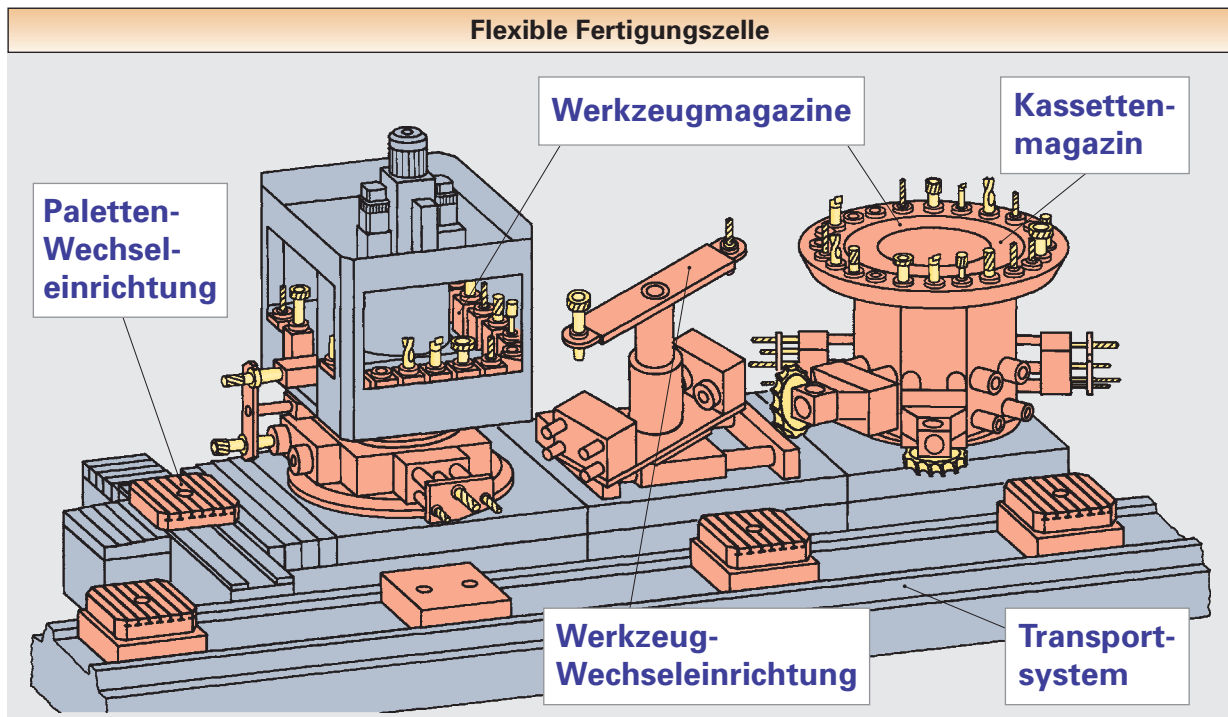 Flexible Fertigungszelle
Werkzeugmagazine
Kassetten-
magazin
Paletten-
Wechsel-
einrichtung
Werkzeug-
Wechseleinrichtung
Transport-
system